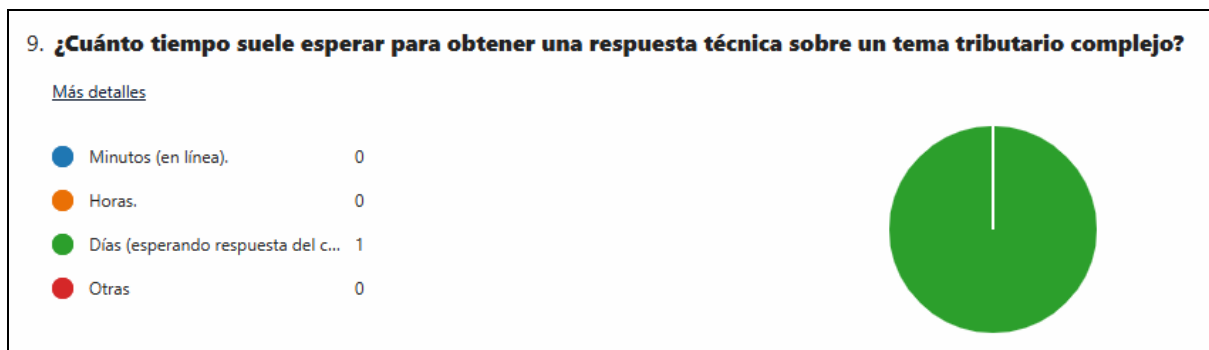 9. ¿Cuánto tiempo suele esperar para obtener una respuesta técnica sobre un tema tributario complejo?
Más detalles
Minutos (en línea). 0
Horas. 0
Días (esperando respuesta del c... 1
Otras 0